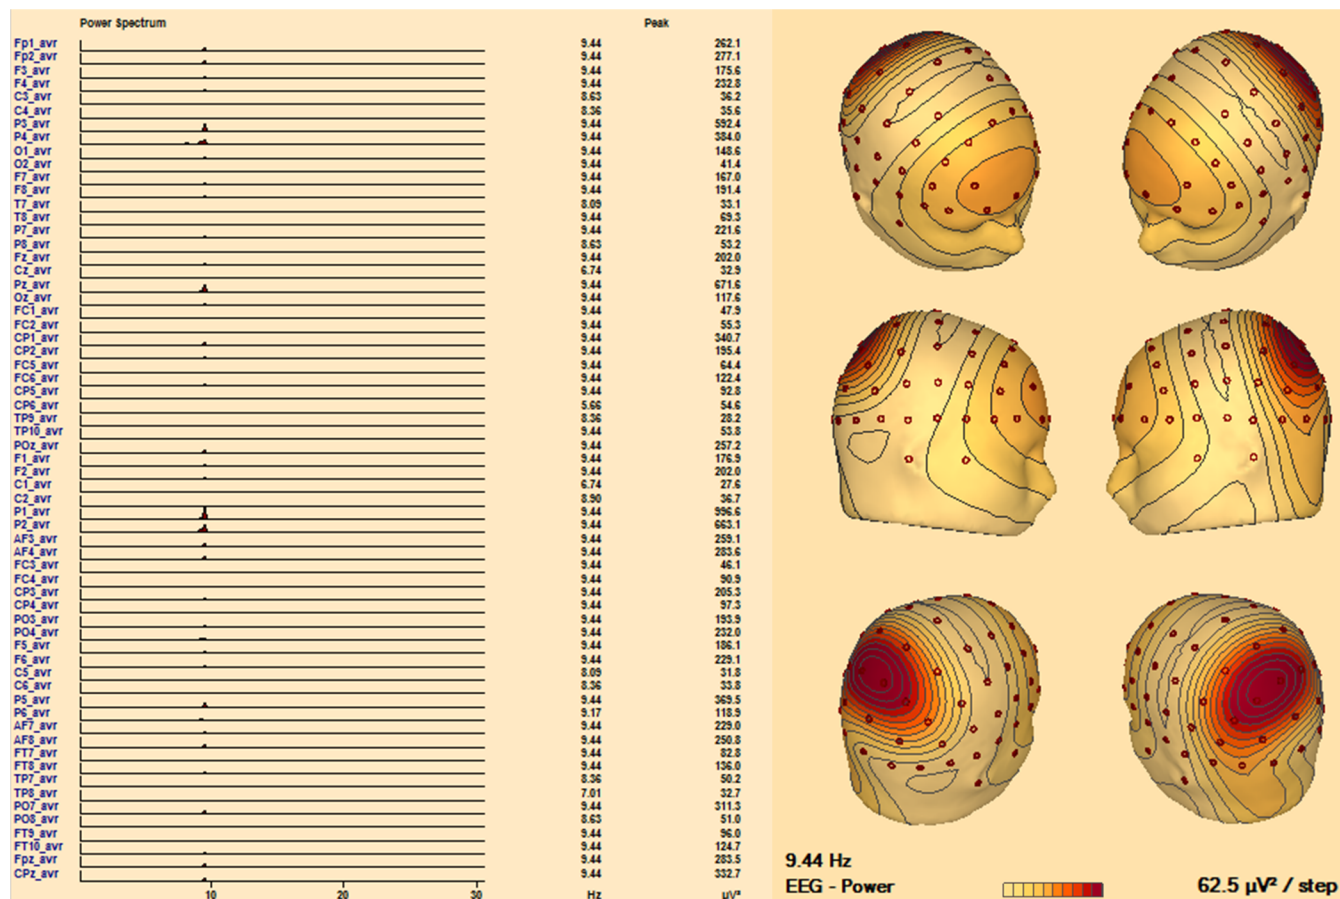 Power Spectrum Peak
Fp1_avr 9.44 262.1
Fp2_avr 9.44 277.1
F3_avr 9.44 175.6
F4_avr 9.44 232.8
C3_avr 8.63 36.2
C4_avr 8.36 35.6
P3_avr 9.44 592.4
P4_avr 9.44 384.0
O1_avr 9.44 148.6
O2_avr 9.44 41.4
F7_avr 9.44 167.0
F8_avr 9.44 191.4
T7_avr 8.09 33.1
T8_avr 9.44 69.3
P7_avr 9.44 221.6
P8_avr 8.63 53.2
Fz_avr 9.44 202.0
Cz_avr 6.74 32.9
Pz_avr 9.44 671.6
Oz_avr 9.44 117.6
FC1_avr 9.44 47.9
FC2_avr 9.44 55.3
CP1_avr 9.44 340.7
CP2_avr 9.44 195.4
FC5_avr 9.44 64.4
FC6_avr 9.44 122.4
CP5_avr 9.44 92.8
CP6_avr 5.66 54.6
TP9_avr 8.36 28.2
TP10_avr 9.44 53.8
POz_avr 9.44 257.2
F1_avr 9.44 176.9
F2_avr 9.44 202.0
C1_avr 6.74 27.6
C2_avr 8.90 36.7
P1_avr 9.44 996.6
P2_avr 9.44 663.1
AF3_avr 9.44 259.1
AF4_avr 9.44 283.6
FC3_avr 9.44 46.1
FC4_avr 9.44 90.9
CP3_avr 9.44 205.3
CP4_avr 9.44 97.3
PO3_avr 9.44 193.9
PO4_avr 9.44 232.0
F5_avr 9.44 186.1
F6_avr 9.44 229.1
C5_avr 8.09 31.8
C6_avr 8.36 33.8
P5_avr 9.44 369.5
P6_avr 9.17 118.9
AF7_avr 9.44 229.0
AF8_avr 9.44 250.8
FT7_avr 9.44 82.8
FT8_avr 9.44 136.0
TP7_avr 8.36 50.2
TP8_avr 7.01 32.7
PO7_avr 9.44 311.3
PO8_avr 8.63 51.0
FT9_avr 9.44 96.0
FT10_avr 9.44 124.7
Fpz_avr 9.44 283.5
CPz_avr 9.44 332.7
10 20 30 Hz µV²
9.44 Hz
EEG - Power 62.5 µV² / step